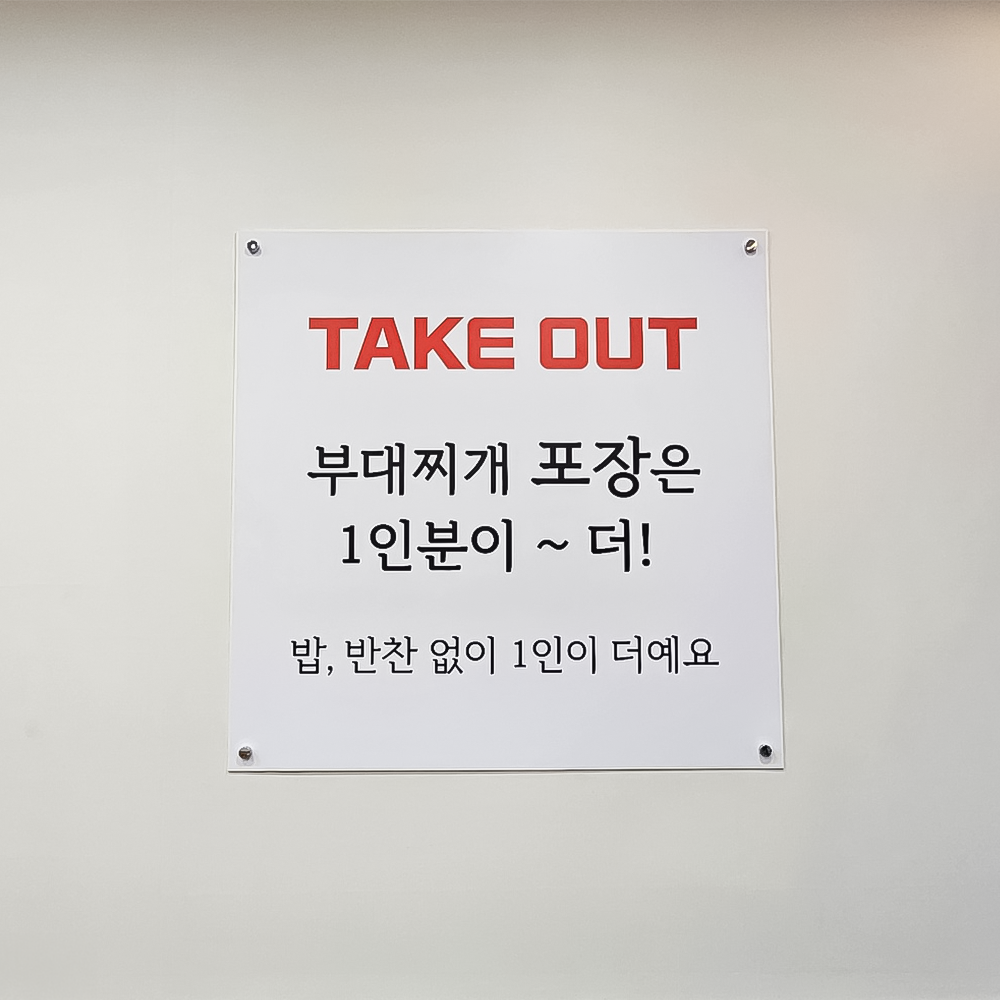 TAKE OUT
부대찌개 포장은
1인분이 ~ 더!
밥, 반찬 없이 1인이 더예요